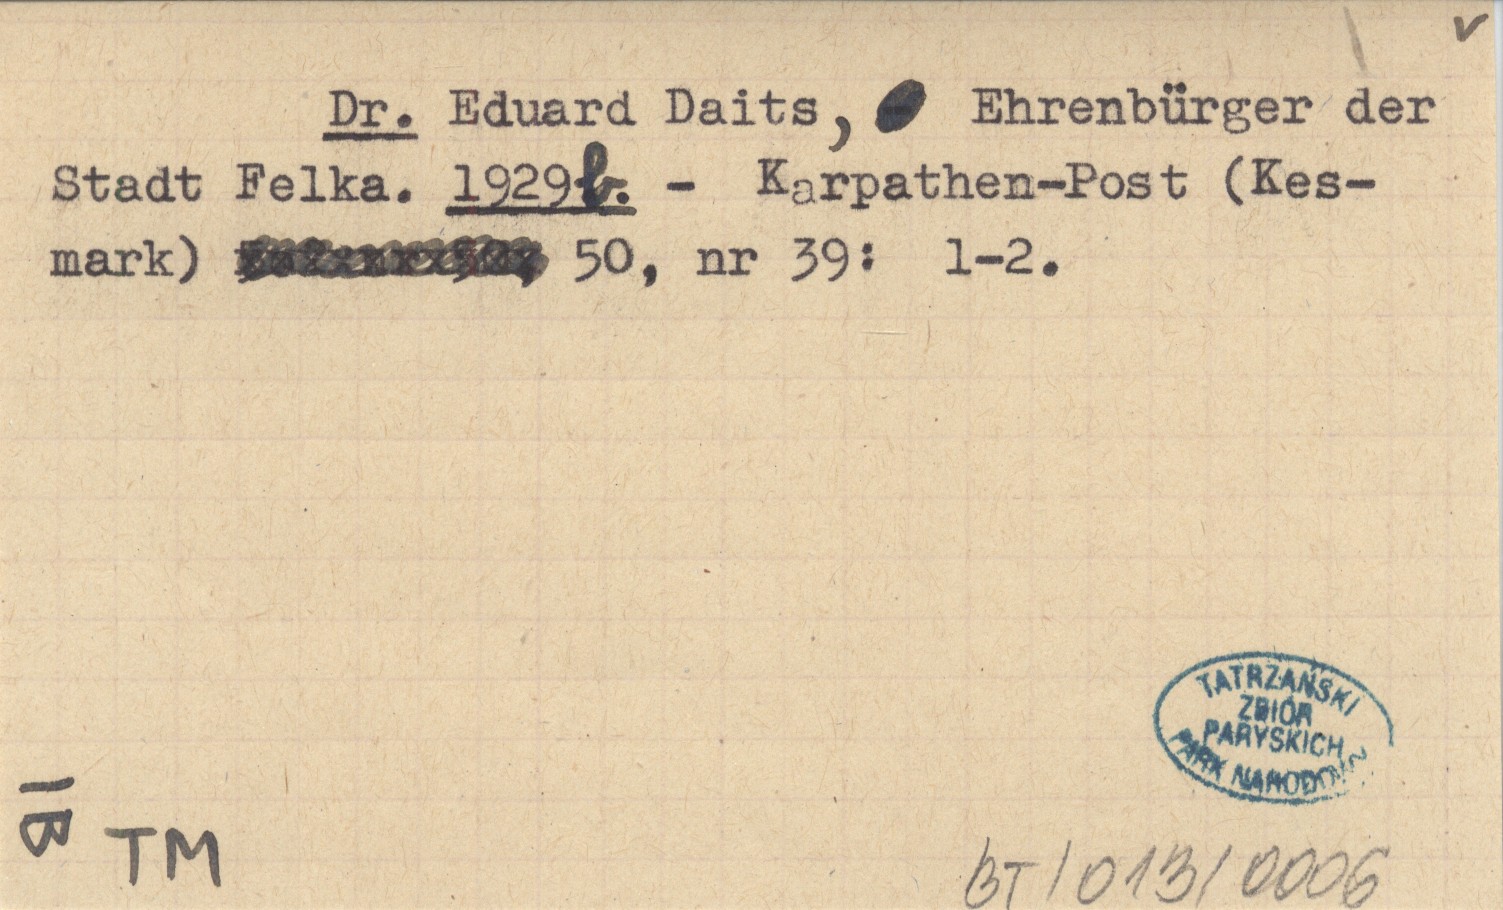 v
Dr. Eduard Daits, Ehrenbürger der
Stadt Felka. 1929b. - Karpathen-Post (Kes-
mark) 50, nr 39: 1-2.
TATRZAŃSKI
ZBIÓR
PARYSKICH
PARK NARODOWY
IB
TM
BT/013/0006